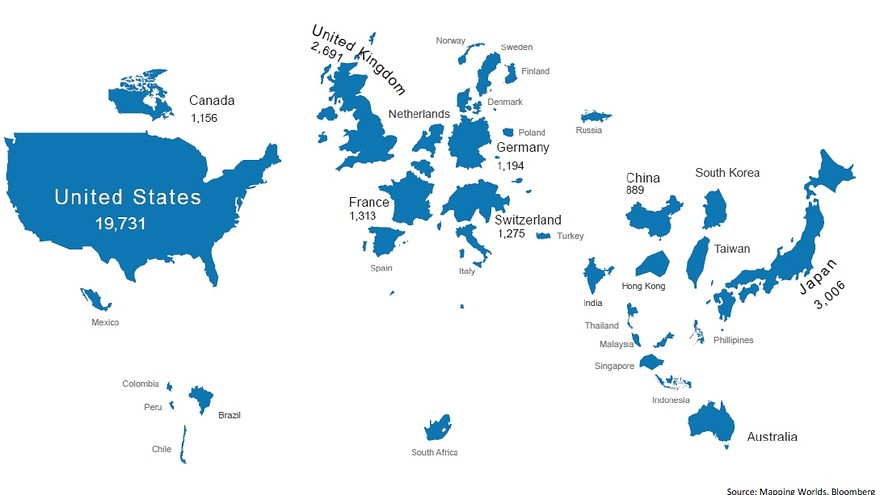 United Kingdom
2,691
Norway
Sweden
Finland
Denmark
Canada
1,156
Netherlands
Poland
Russia
Germany
1,194
United States
19,731
France
1,313
China
889
South Korea
Switzerland
1,275
Turkey
Taiwan
Spain
Italy
Hong Kong
Japan
3,006
India
Mexico
Thailand
Malaysia
Phillipines
Singapore
Indonesia
Colombia
Peru
Brazil
Chile
South Africa
Australia
Source: Mapping Worlds, Bloomberg